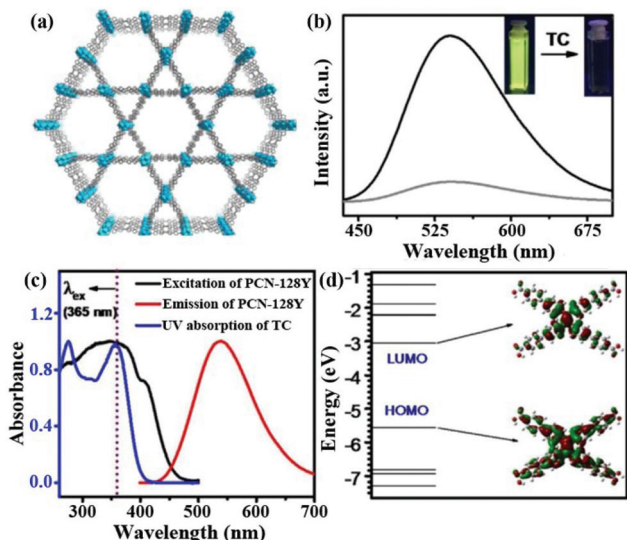 (a)
(b)
TC
Intensity (a.u.)
450 525 600 675
Wavelength (nm)
(c)
λex
(365 nm)
Excitation of PCN-128Y
Emission of PCN-128Y
UV absorption of TC
1.2
0.8
0.4
0.0
Absorbance
300 400 500 600 700
Wavelength (nm)
(d)
-1
-2
-3
-4
-5
-6
-7
Energy (eV)
LUMO
HOMO